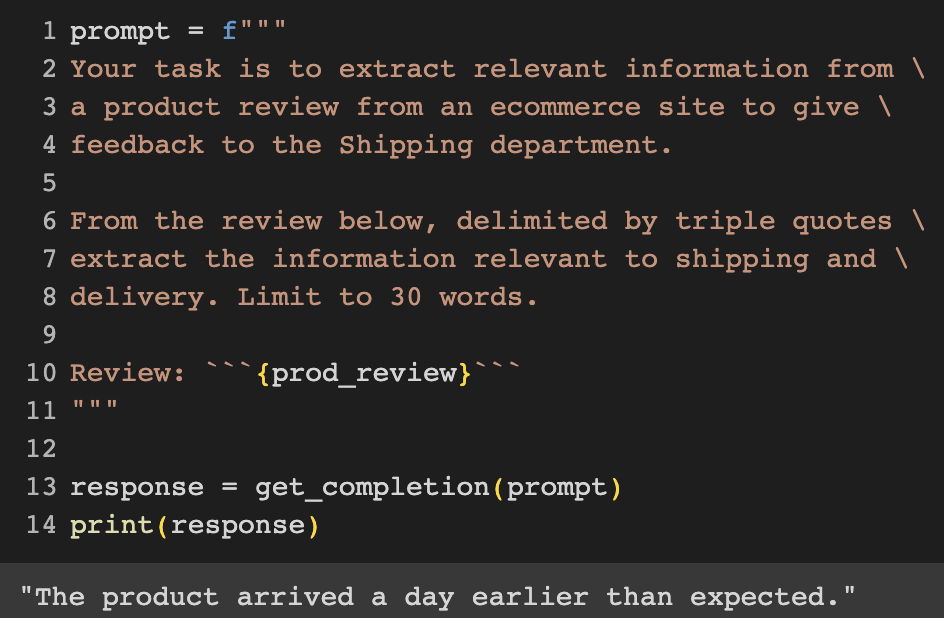 1 prompt = f"""
2 Your task is to extract relevant information from \
3 a product review from an ecommerce site to give \
4 feedback to the Shipping department.
5
6 From the review below, delimited by triple quotes \
7 extract the information relevant to shipping and \
8 delivery. Limit to 30 words.
9
10 Review: ```{prod_review}```
11 """
12
13 response = get_completion(prompt)
14 print(response)
"The product arrived a day earlier than expected."